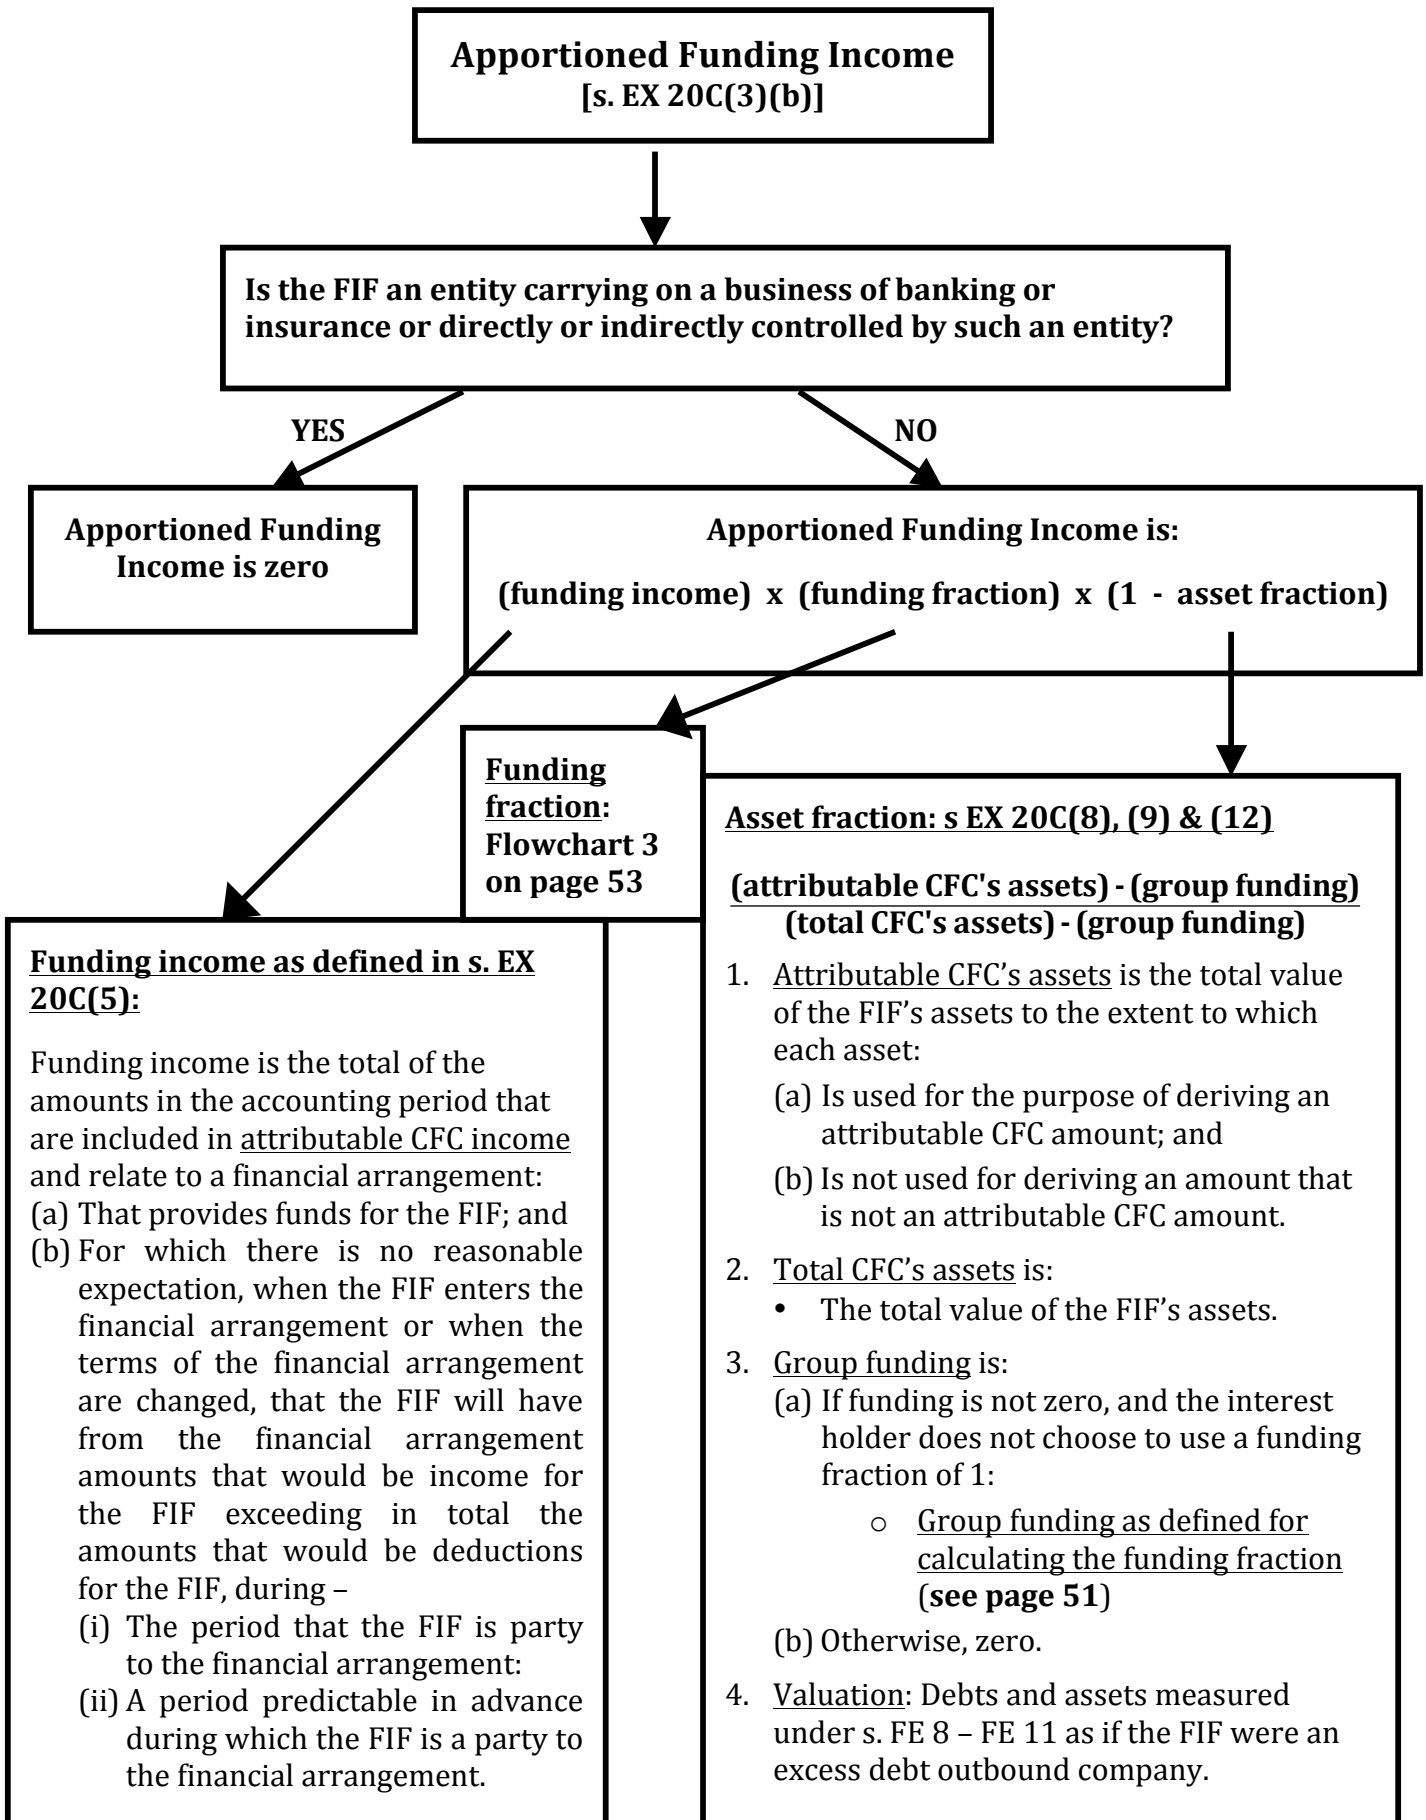 Apportioned Funding Income
[s. EX 20C(3)(b)]
Is the FIF an entity carrying on a business of banking or
insurance or directly or indirectly controlled by such an entity?
YES
NO
Apportioned Funding
Income is zero
Apportioned Funding Income is:
(funding income) x (funding fraction) x (1 - asset fraction)
Funding
fraction:
Flowchart 3
on page 53
Funding income as defined in s. EX
20C(5):
Funding income is the total of the
amounts in the accounting period that
are included in attributable CFC income
and relate to a financial arrangement:
(a) That provides funds for the FIF; and
(b) For which there is no reasonable
expectation, when the FIF enters the
financial arrangement or when the
terms of the financial arrangement
are changed, that the FIF will have
from the financial arrangement
amounts that would be income for
the FIF exceeding in total the
amounts that would be deductions
for the FIF, during –
(i) The period that the FIF is party
to the financial arrangement:
(ii) A period predictable in advance
during which the FIF is a party to
the financial arrangement.
Asset fraction: s EX 20C(8), (9) & (12)
(attributable CFC's assets) - (group funding)
(total CFC's assets) - (group funding)
1. Attributable CFC’s assets is the total value
of the FIF’s assets to the extent to which
each asset:
(a) Is used for the purpose of deriving an
attributable CFC amount; and
(b) Is not used for deriving an amount that
is not an attributable CFC amount.
2. Total CFC’s assets is:
• The total value of the FIF’s assets.
3. Group funding is:
(a) If funding is not zero, and the interest
holder does not choose to use a funding
fraction of 1:
o Group funding as defined for
calculating the funding fraction
(see page 51)
(b) Otherwise, zero.
4. Valuation: Debts and assets measured
under s. FE 8 – FE 11 as if the FIF were an
excess debt outbound company.